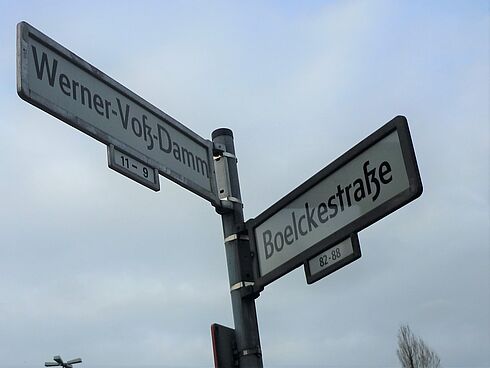 Werner-Voß-Damm
11-9
Boelckestraße
82-88